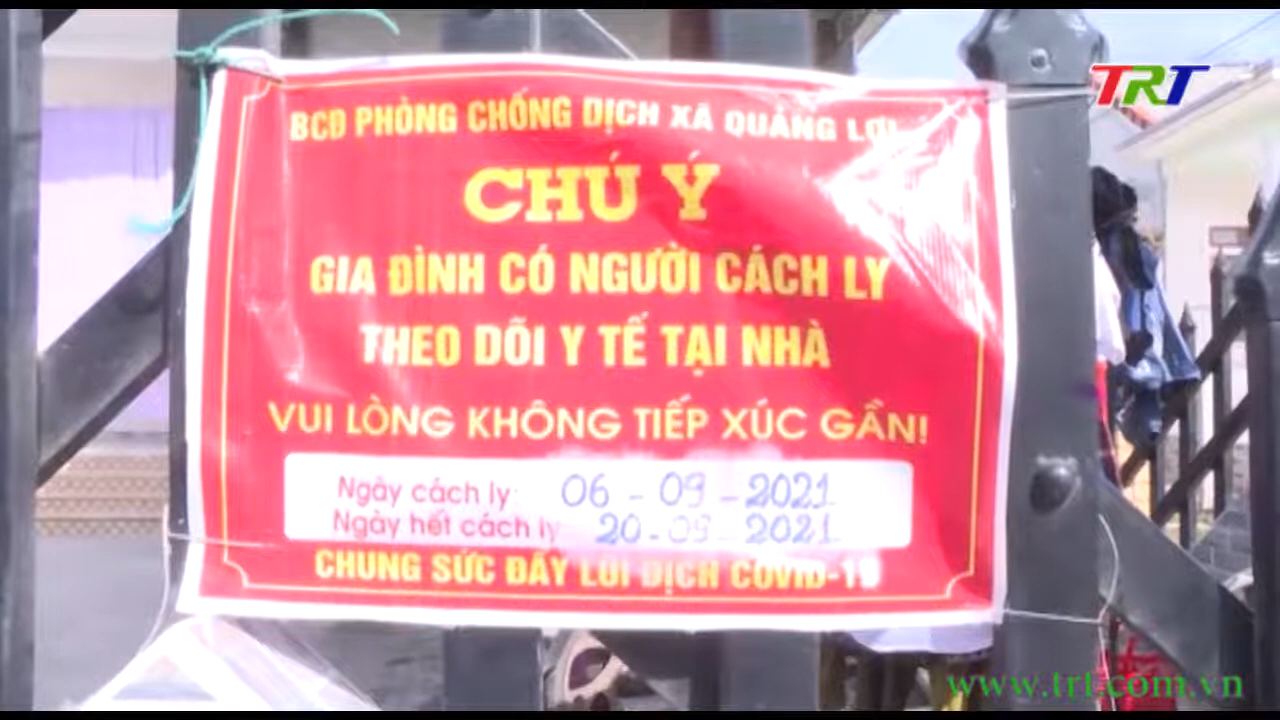 TRT
BCĐ PHÒNG CHỐNG DỊCH XÃ QUẢNG LỢI
CHÚ Ý
GIA ĐÌNH CÓ NGƯỜI CÁCH LY
THEO DÕI Y TẾ TẠI NHÀ
VUI LÒNG KHÔNG TIẾP XÚC GẦN!
Ngày cách ly: 06 - 09 - 2021
Ngày hết cách ly 20 - 09 - 2021
CHUNG SỨC ĐẨY LÙI DỊCH COVID-19
www.trt.com.vn